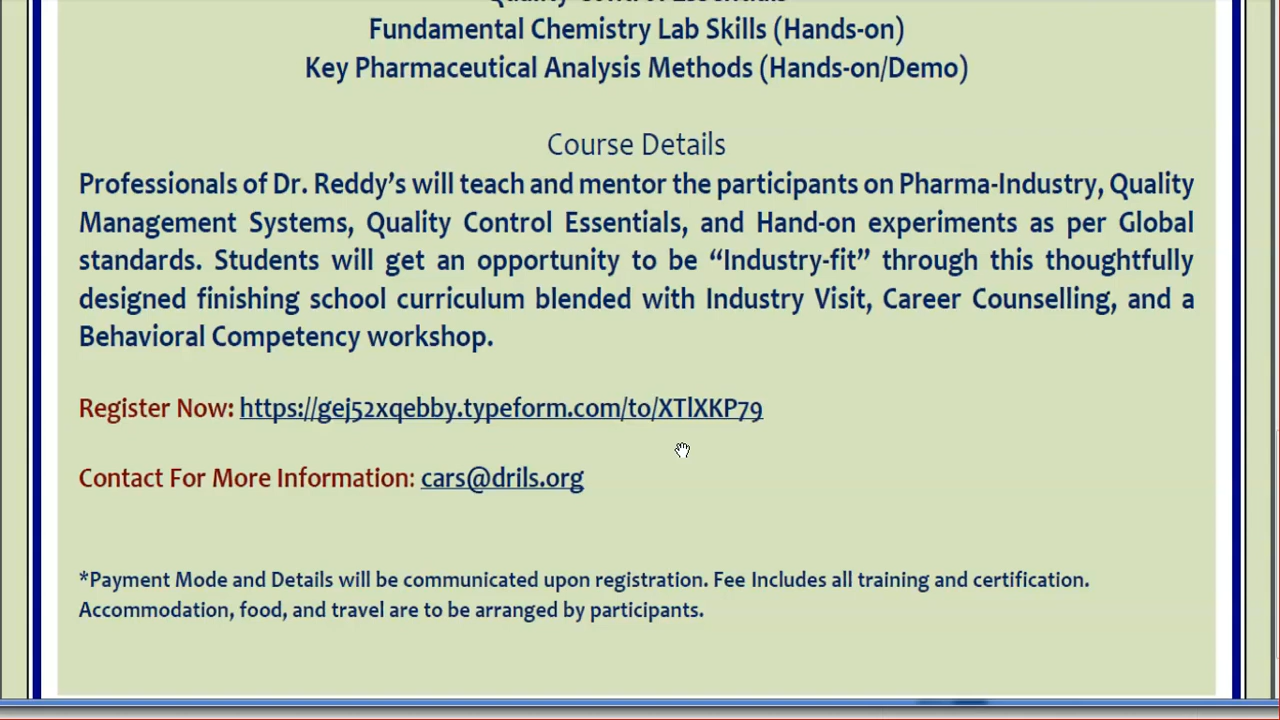 Quality Control Essentials
Fundamental Chemistry Lab Skills (Hands-on)
Key Pharmaceutical Analysis Methods (Hands-on/Demo)
Course Details
Professionals of Dr. Reddy’s will teach and mentor the participants on Pharma-Industry, Quality
Management Systems, Quality Control Essentials, and Hand-on experiments as per Global
standards. Students will get an opportunity to be “Industry-fit” through this thoughtfully
designed finishing school curriculum blended with Industry Visit, Career Counselling, and a
Behavioral Competency workshop.
Register Now: https://gej52xqebby.typeform.com/to/XTlXKP79
Contact For More Information: cars@drils.org
*Payment Mode and Details will be communicated upon registration. Fee Includes all training and certification.
Accommodation, food, and travel are to be arranged by participants.